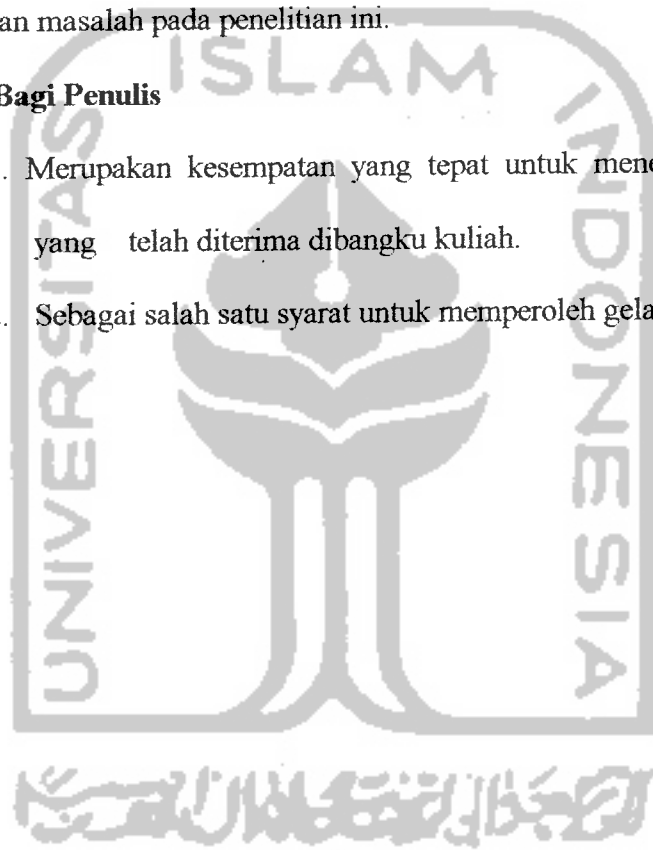 an masalah pada penelitian ini.
ISLAM
Bagi Penulis
. Merupakan kesempatan yang tepat untuk mene
yang telah diterima dibangku kuliah.
. Sebagai salah satu syarat untuk memperoleh gela
UNIVERSITAS
INDONESIA